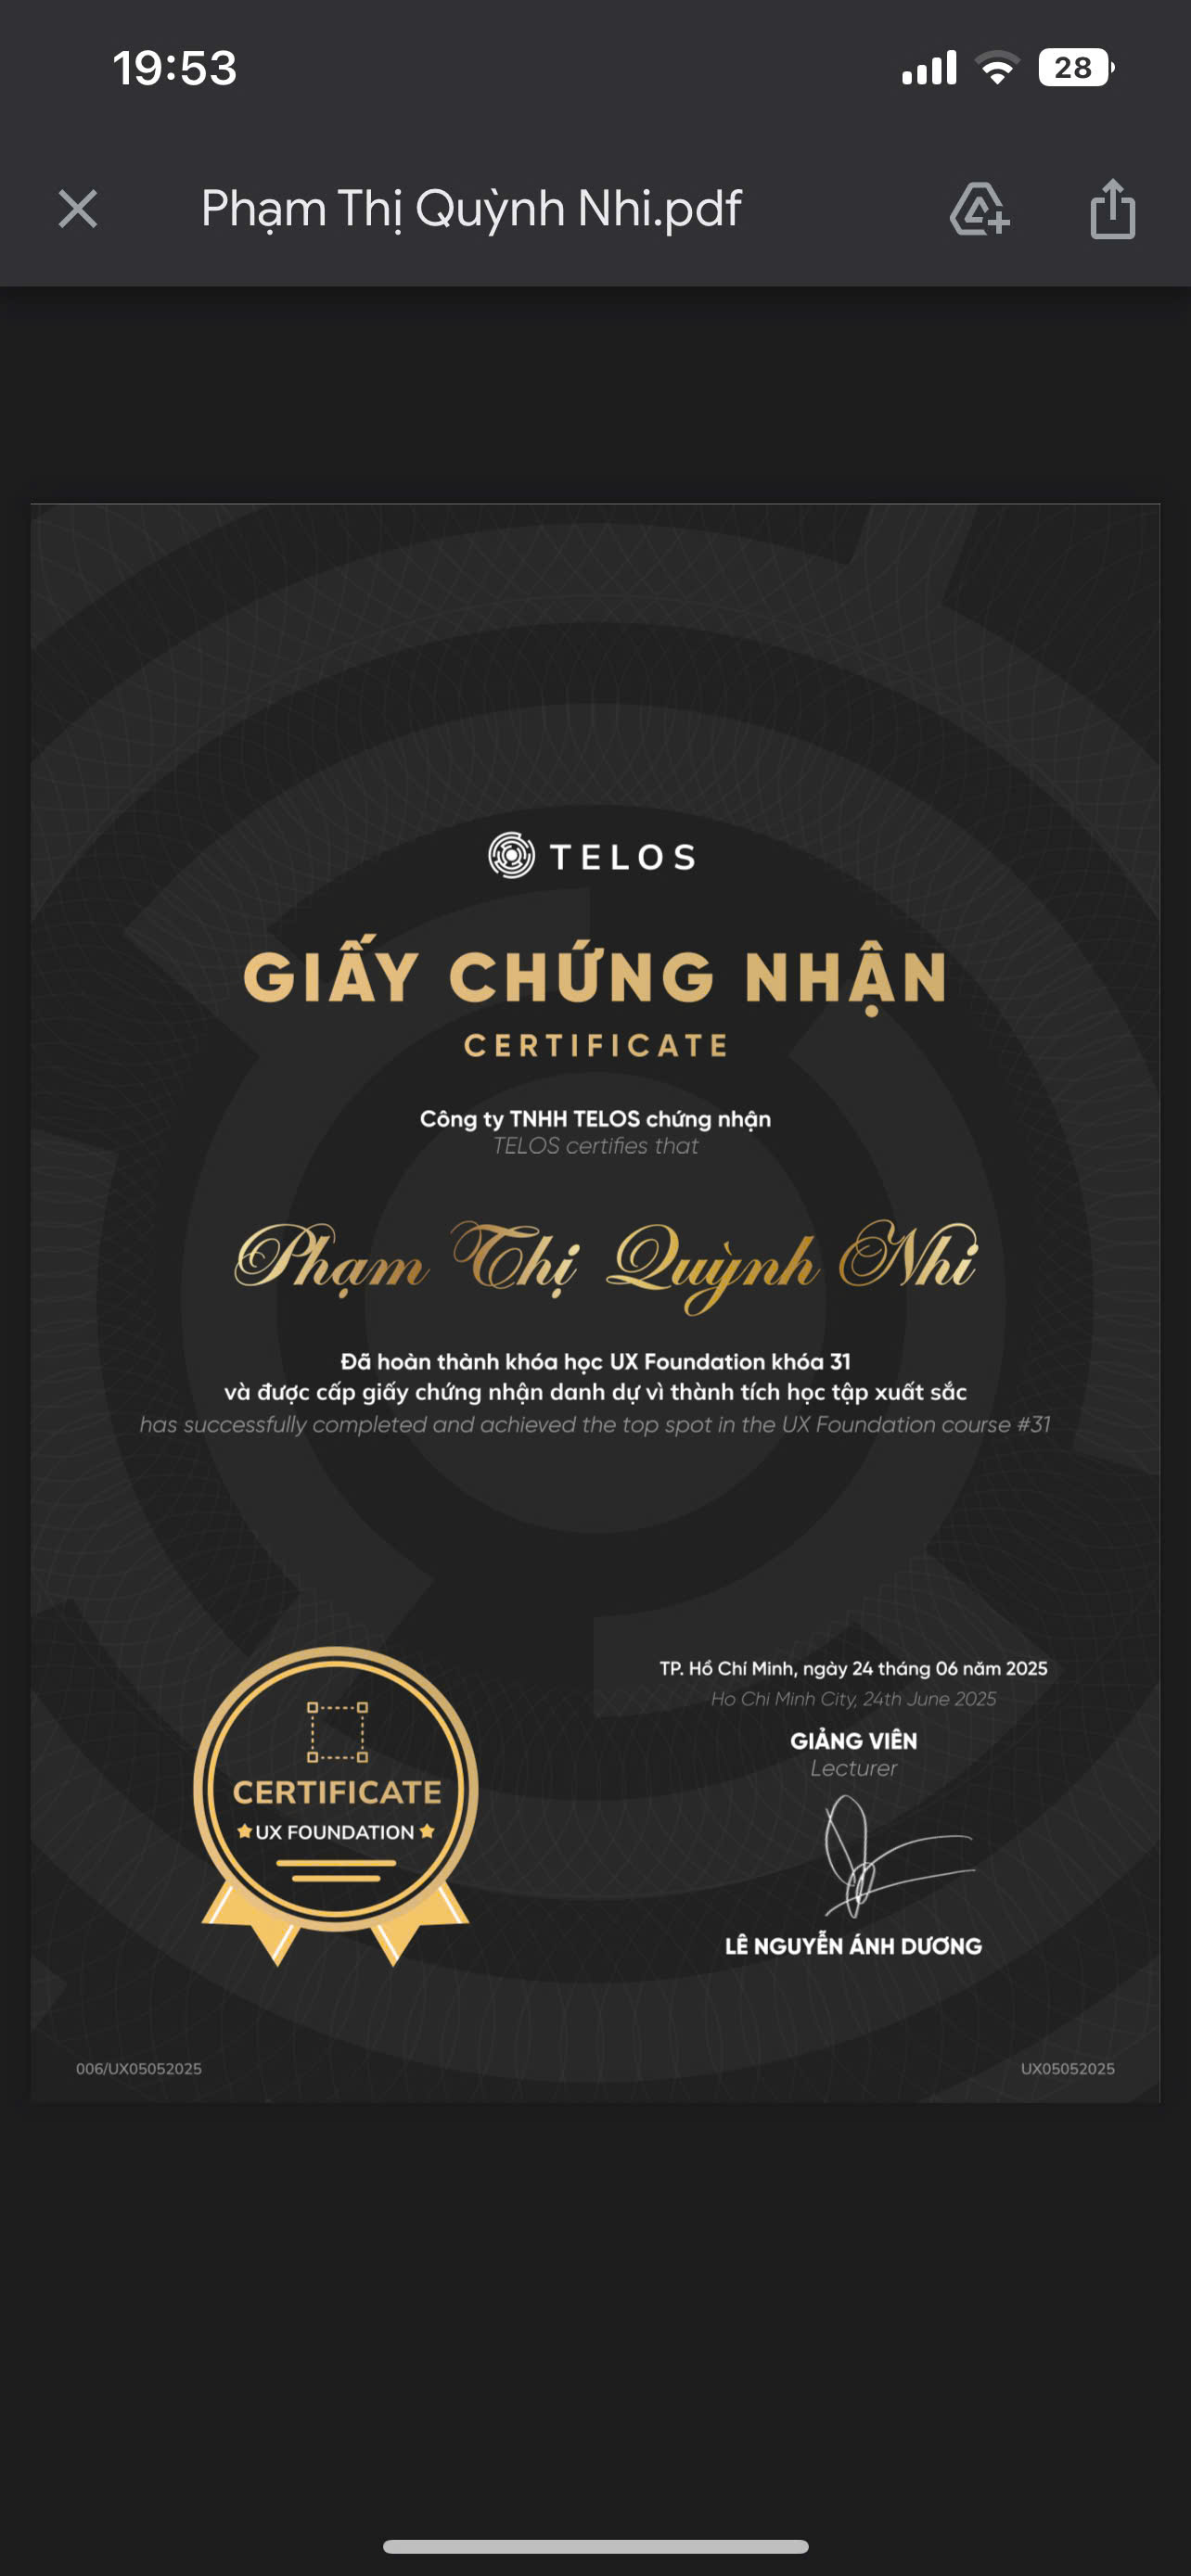 19:53
28
Phạm Thị Quỳnh Nhi.pdf
TELOS
GIẤY CHỨNG NHẬN
CERTIFICATE
Công ty TNHH TELOS chứng nhận
TELOS certifies that
Phạm Thị Quỳnh Nhi
Đã hoàn thành khóa học UX Foundation khóa 31
và được cấp giấy chứng nhận danh dự vì thành tích học tập xuất sắc
has successfully completed and achieved the top spot in the UX Foundation course #31
CERTIFICATE
UX FOUNDATION
TP. Hồ Chí Minh, ngày 24 tháng 06 năm 2025
Ho Chi Minh City, 24th June 2025
GIẢNG VIÊN
Lecturer
LÊ NGUYỄN ÁNH DƯƠNG
006/UX05052025
UX05052025